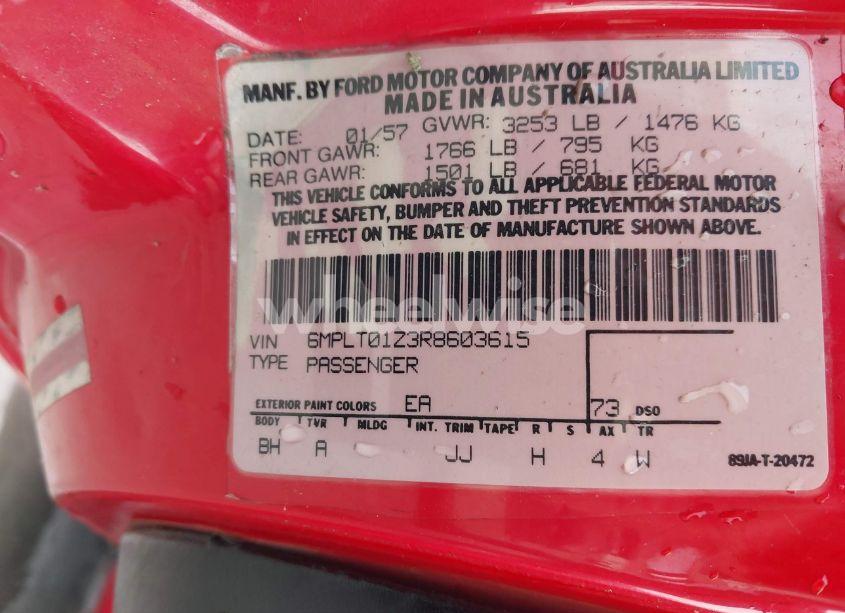 MANF. BY FORD MOTOR COMPANY OF AUSTRALIA LIMITED
MADE IN AUSTRALIA
DATE: 01/57 GVWR: 3253 LB / 1476 KG
FRONT GAWR: 1766 LB / 795 KG
REAR GAWR: 1501 LB / 681 KG
THIS VEHICLE CONFORMS TO ALL APPLICABLE FEDERAL MOTOR
VEHICLE SAFETY, BUMPER AND THEFT PREVENTION STANDARDS
IN EFFECT ON THE DATE OF MANUFACTURE SHOWN ABOVE.
wheelwise
VIN 6MPLT01Z3R8603615
TYPE PASSENGER
EXTERIOR PAINT COLORS EA 73 DSO
BODY TVR MLDG INT. TRIM TAPE R S AX TR
BH A JJ H 4 W
89JA-T-20472